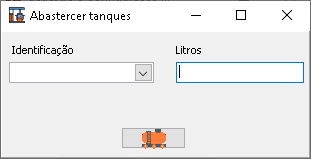 Abastercer tanques
Identificação
Litros